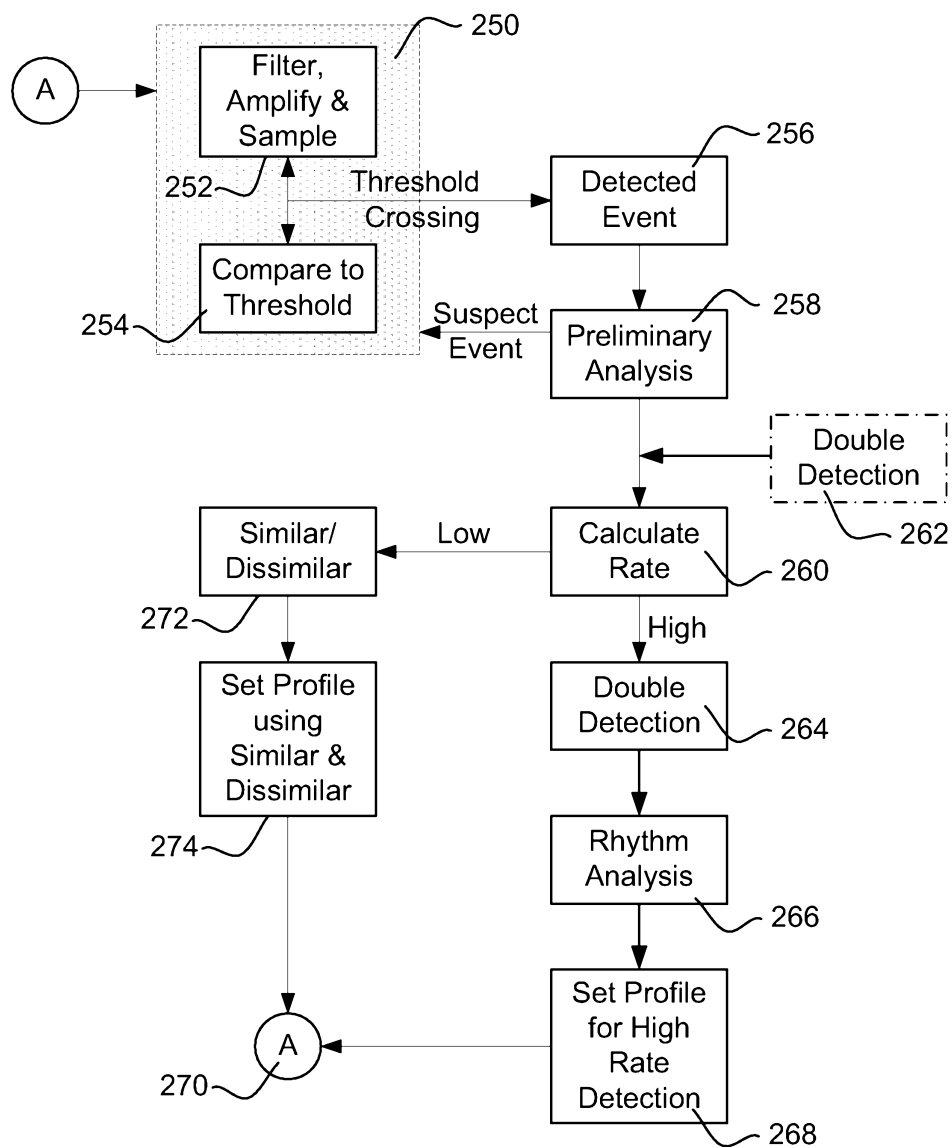 250
A
Filter,
Amplify &
Sample
252
256
Threshold
Crossing
Detected
Event
Compare to
Threshold
254
258
Suspect
Event
Preliminary
Analysis
Double
Detection
262
Similar/
Dissimilar
Low
Calculate
Rate
260
272
High
Set Profile
using
Similar &
Dissimilar
Double
Detection
264
274
Rhythm
Analysis
266
Set Profile
for High
Rate
Detection
A
270
268